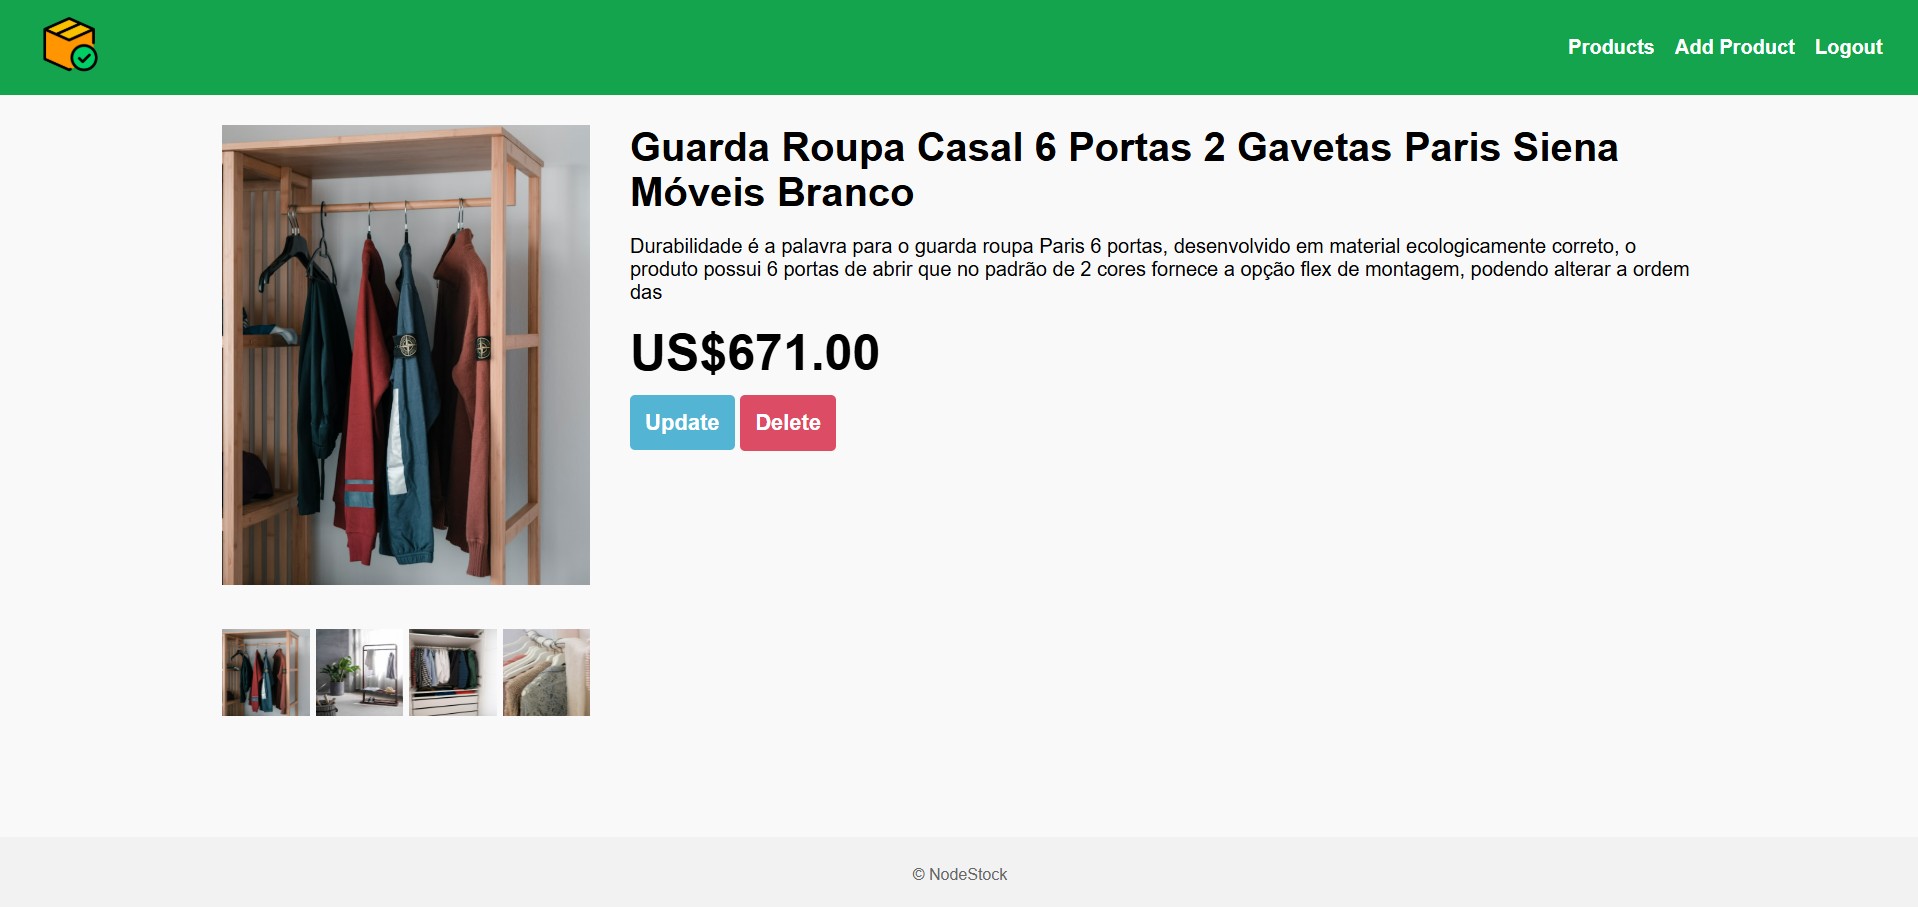 Products Add Product Logout
Guarda Roupa Casal 6 Portas 2 Gavetas Paris Siena
Móveis Branco
Durabilidade é a palavra para o guarda roupa Paris 6 portas, desenvolvido em material ecologicamente correto, o
produto possui 6 portas de abrir que no padrão de 2 cores fornece a opção flex de montagem, podendo alterar a ordem
das
US$671.00
Update Delete
© NodeStock